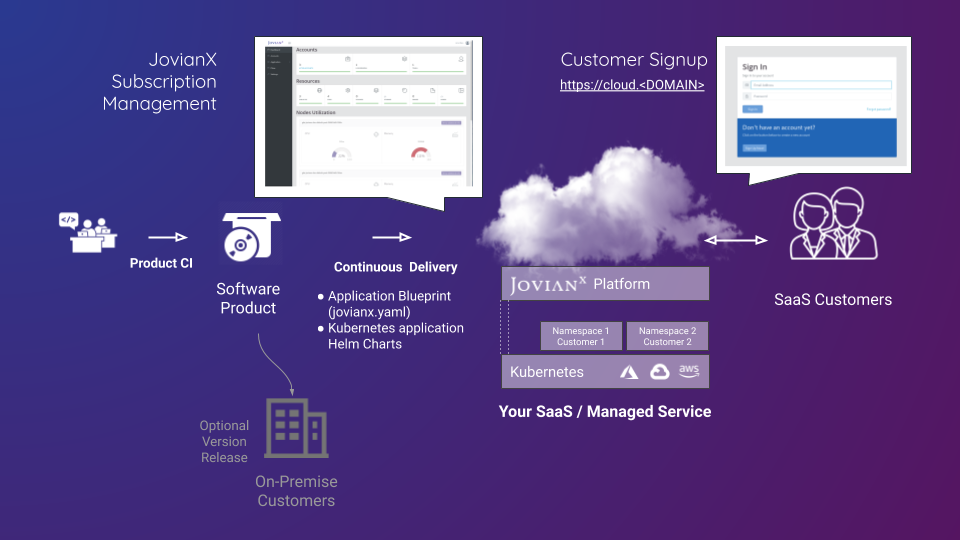 JovianX
Subscription
Management
JOVIANX
Accounts
Resources
Nodes Utilization
Customer Signup
https://cloud.<DOMAIN>
Sign In
Don't have an account yet?
</>
Product CI
Software
Product
Continuous Delivery
● Application Blueprint
(jovianx.yaml)
● Kubernetes application
Helm Charts
JOVIANX Platform
Namespace 1
Customer 1
Namespace 2
Customer 2
Kubernetes
aws
Your SaaS / Managed Service
SaaS Customers
Optional
Version
Release
On-Premise
Customers